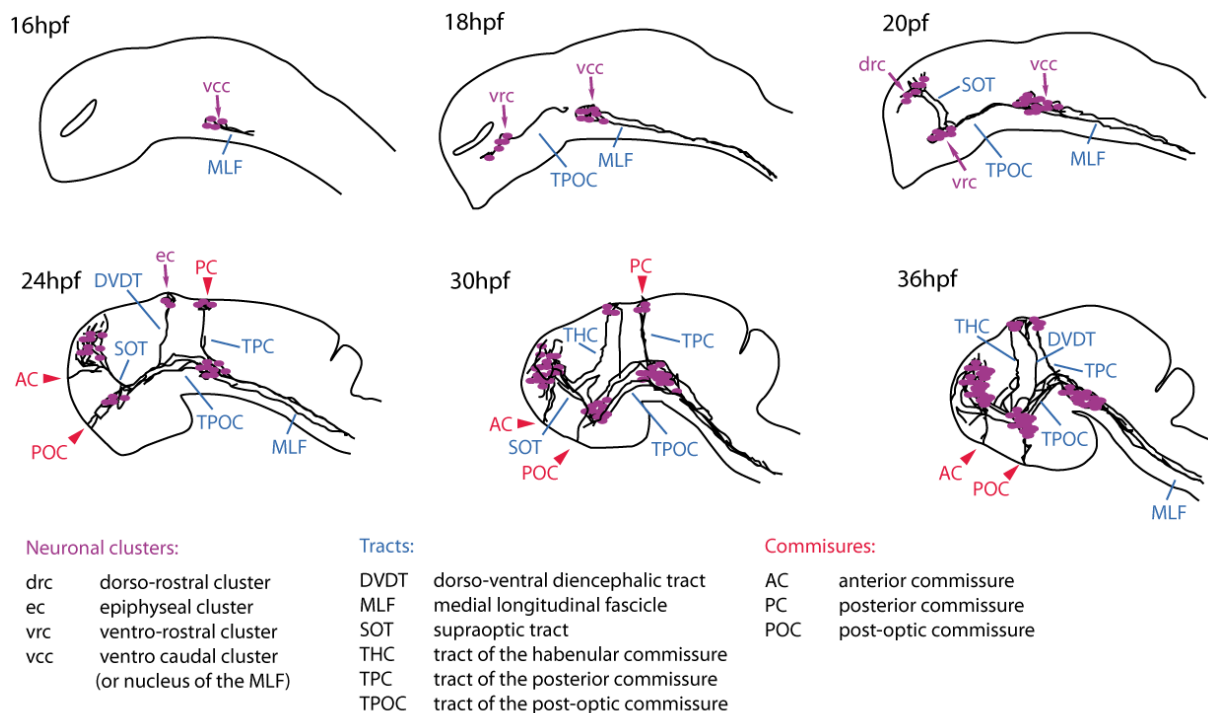 16hpf
vcc
MLF
18hpf
vcc
vrc
MLF
TPOC
20pf
drc
SOT
vcc
TPOC
MLF
vrc
24hpf
ec
DVDT
PC
SOT
TPC
AC
TPOC
POC
MLF
30hpf
PC
THC
TPC
AC
SOT
TPOC
POC
36hpf
THC
DVDT
TPC
TPOC
AC
POC
MLF
Neuronal clusters:
drc dorso-rostral cluster
ec epiphyseal cluster
vrc ventro-rostral cluster
vcc ventro caudal cluster
(or nucleus of the MLF)
Tracts:
DVDT dorso-ventral diencephalic tract
MLF medial longitudinal fascicle
SOT supraoptic tract
THC tract of the habenular commissure
TPC tract of the posterior commissure
TPOC tract of the post-optic commissure
Commisures:
AC anterior commissure
PC posterior commissure
POC post-optic commissure